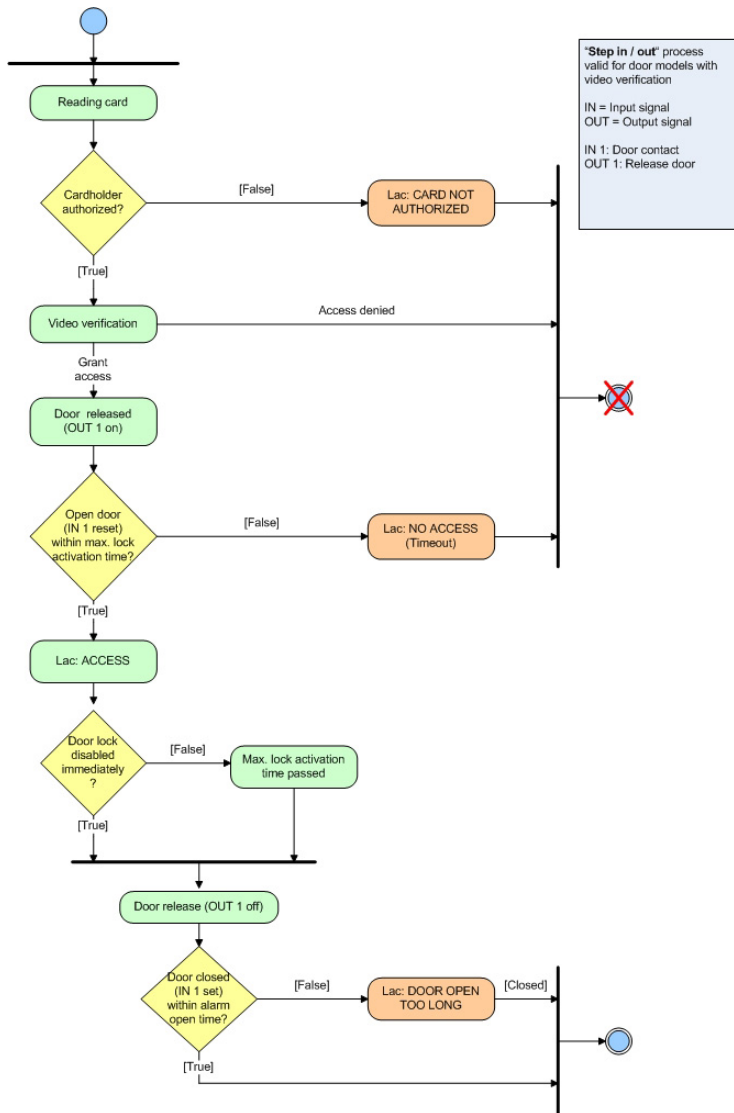 "Step in / out" process
valid for door models with
video verification
IN = Input signal
OUT = Output signal
IN 1: Door contact
OUT 1: Release door
Reading card
Cardholder
authorized?
[False]
Lac: CARD NOT
AUTHORIZED
[True]
Video verification
Access denied
Grant
access
Door released
(OUT 1 on)
Open door
(IN 1 reset)
within max. lock
activation time?
[False]
Lac: NO ACCESS
(Timeout)
[True]
Lac: ACCESS
Door lock
disabled
immediately
?
[False]
Max. lock activation
time passed
[True]
Door release (OUT 1 off)
Door closed
(IN 1 set)
within alarm
open time?
[False]
Lac: DOOR OPEN
TOO LONG
[Closed]
[True]